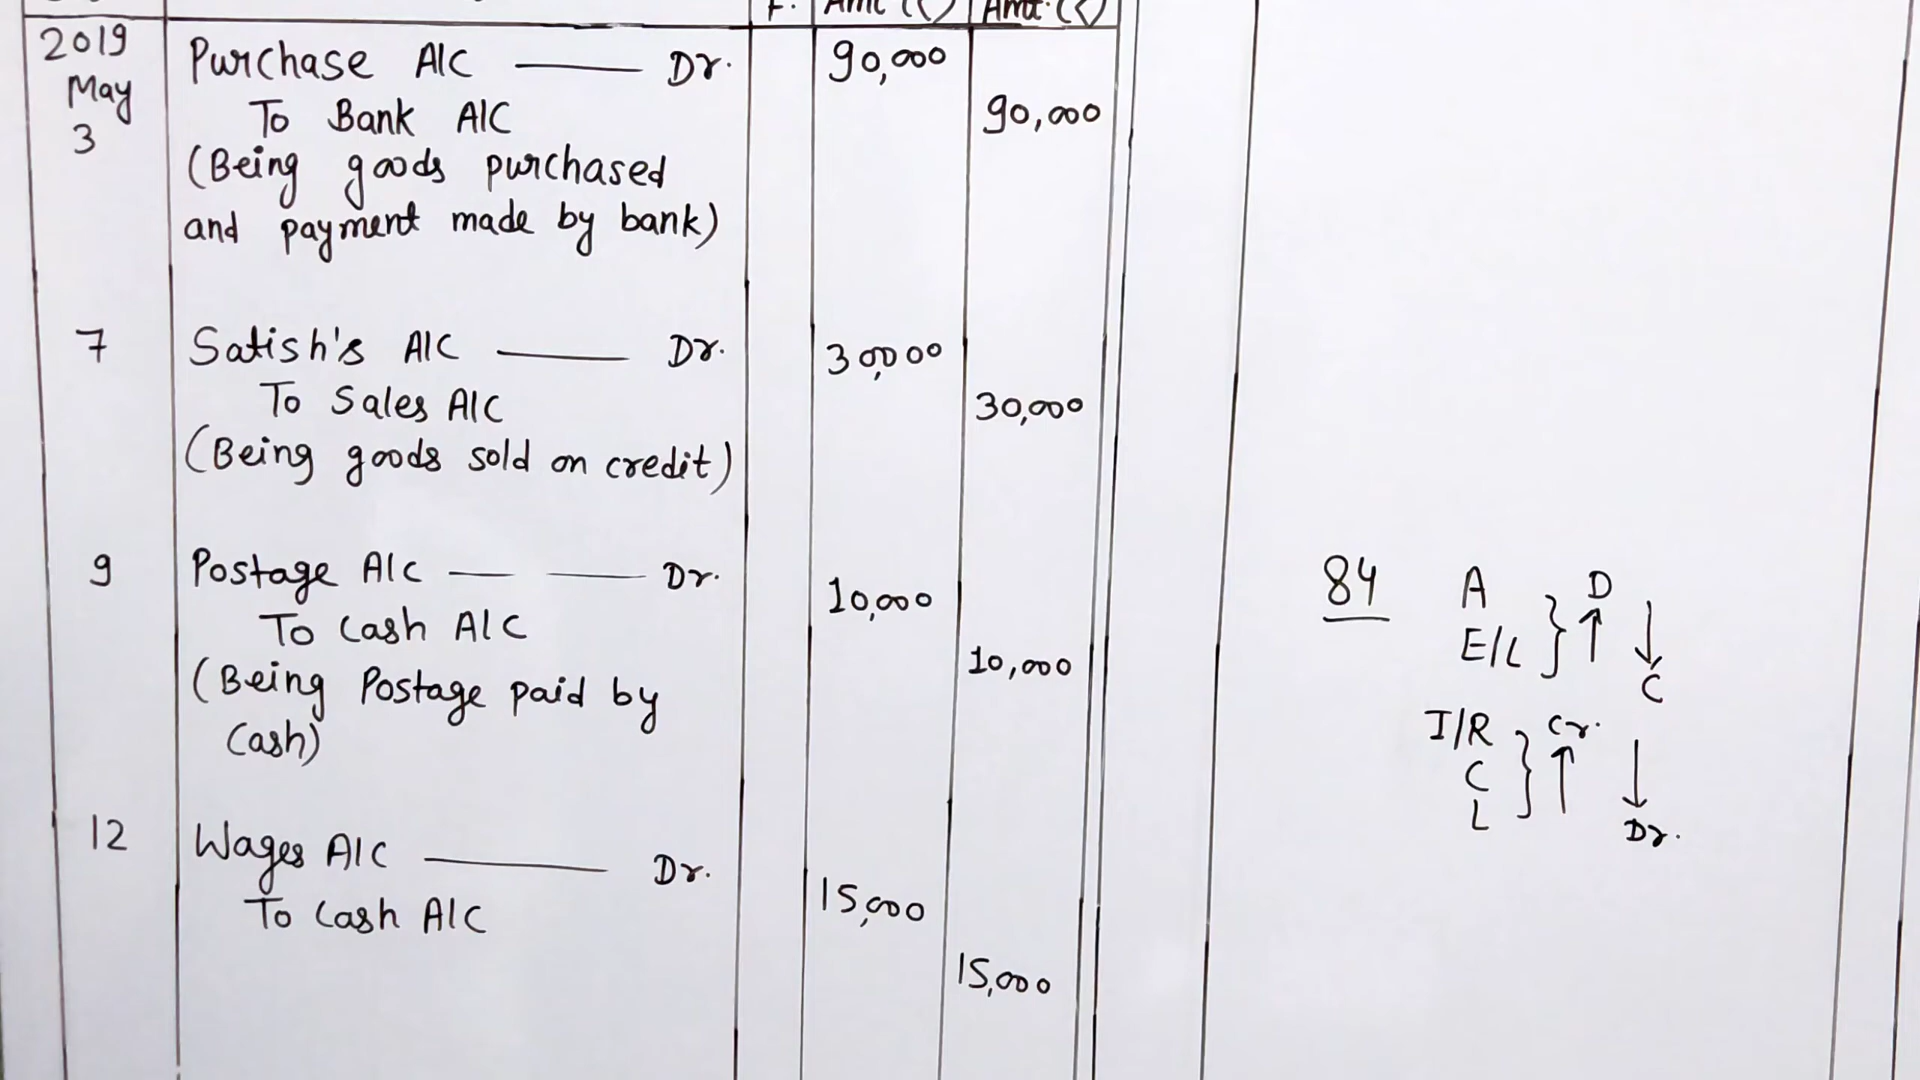 F. Amt (₹) Amt. (₹)
2019 Purchase A/C —— Dr. 90,000
May
3 To Bank A/C 90,000
(Being goods purchased
and payment made by bank)
7 Satish's A/C —— Dr. 30,000
To Sales A/C 30,000
(Being goods sold on credit)
9 Postage A/c — —— Dr. 10,000
To Cash A/C 10,000
(Being Postage paid by
Cash)
12 Wages A/C —— Dr. 15,000
To Cash A/C 15,000
84 A } D ↑ ↓
E/L C
I/R } Cr. ↑ ↓
C
L Dr.